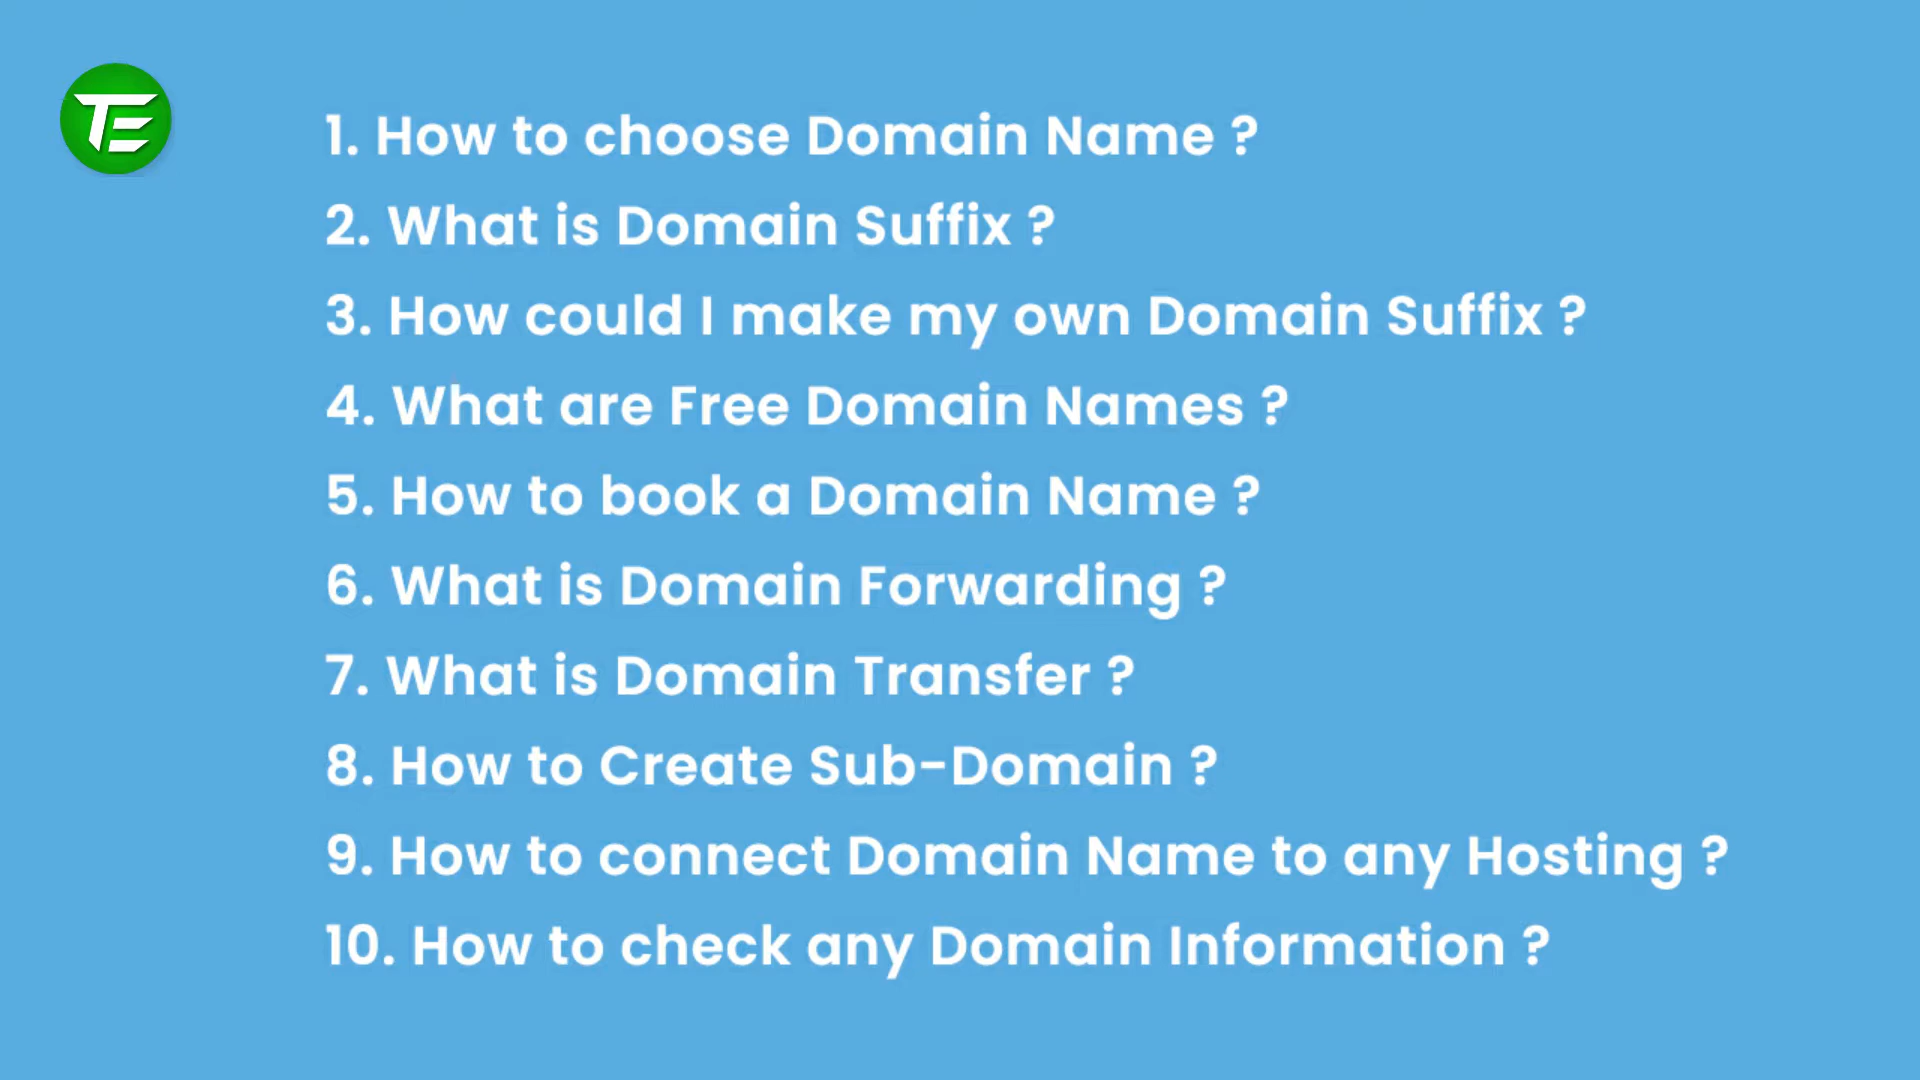 TE
1. How to choose Domain Name ?
2. What is Domain Suffix ?
3. How could I make my own Domain Suffix ?
4. What are Free Domain Names ?
5. How to book a Domain Name ?
6. What is Domain Forwarding ?
7. What is Domain Transfer ?
8. How to Create Sub-Domain ?
9. How to connect Domain Name to any Hosting ?
10. How to check any Domain Information ?